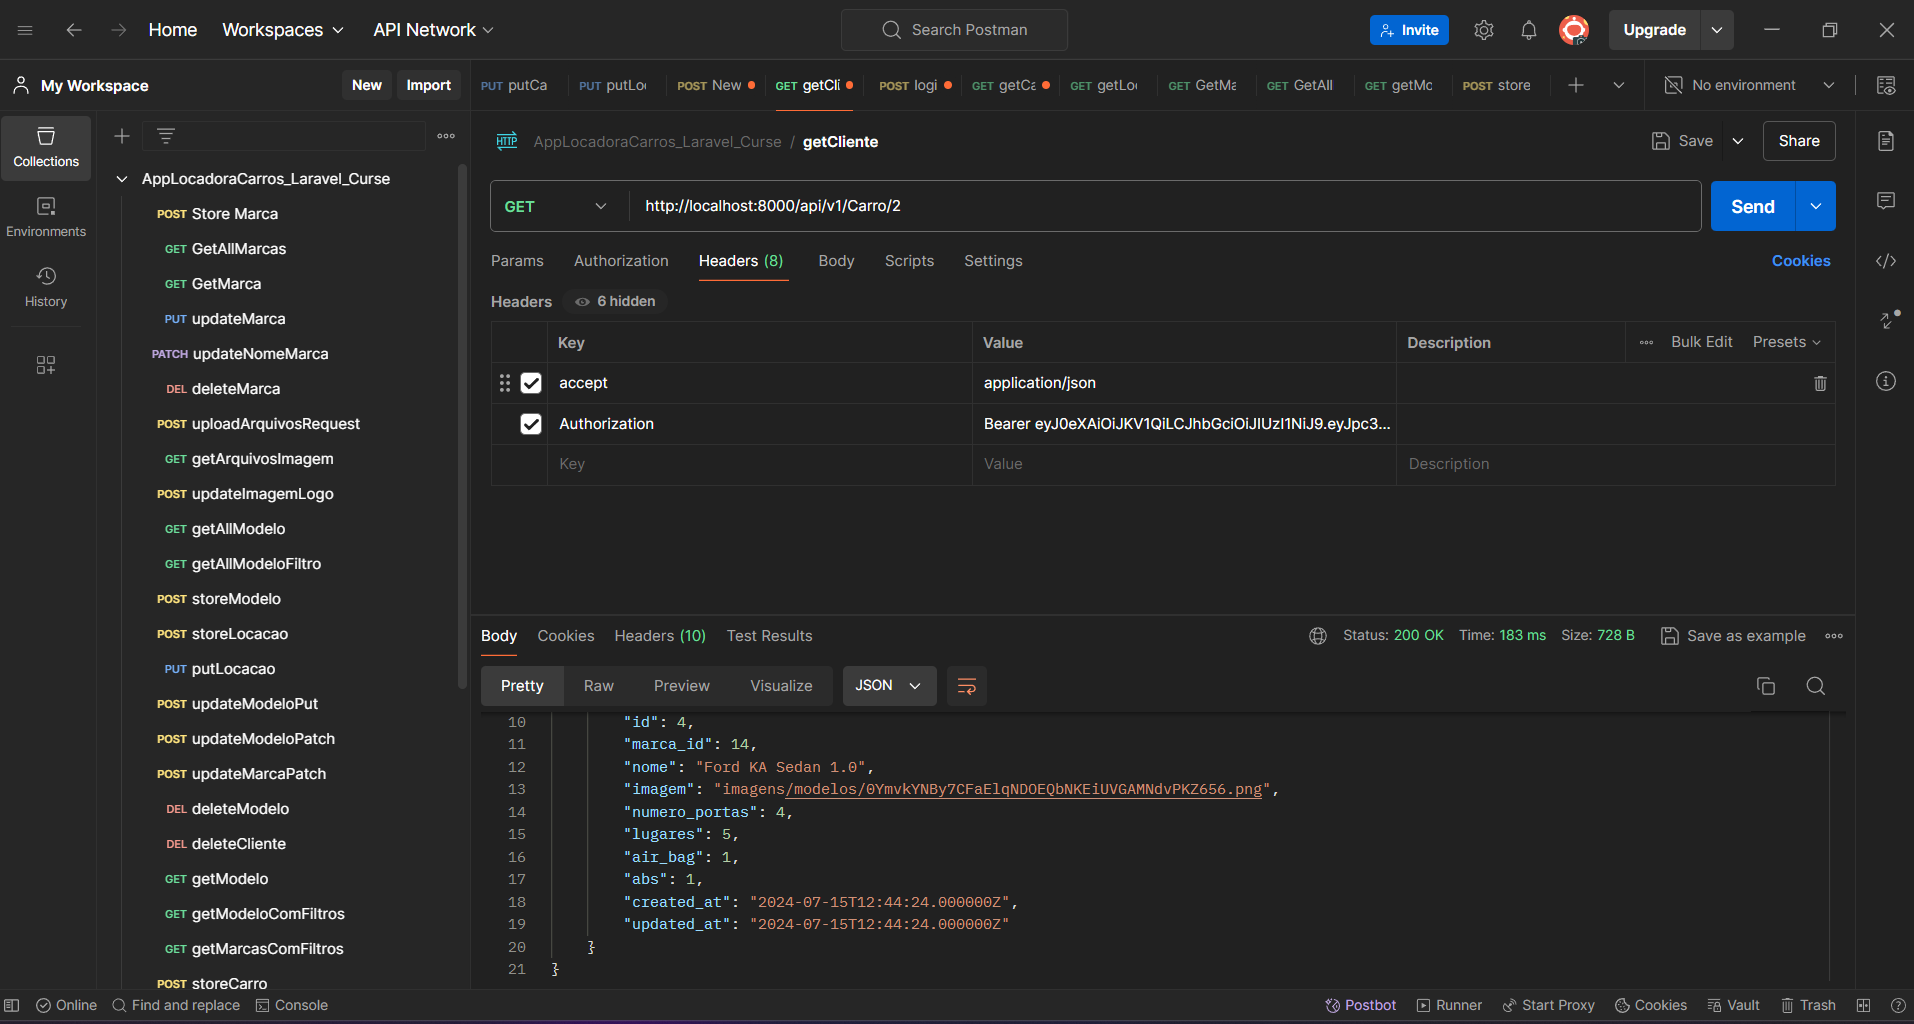 Home Workspaces API Network Search Postman Invite Upgrade
My Workspace New Import
PUT putCa PUT putLo POST New GET getCli POST logi GET getCa GET getLo GET GetMa GET GetAll GET getMo POST store No environment
Collections
Environments
History
AppLocadoraCarros_Laravel_Curse
POST Store Marca
GET GetAllMarcas
GET GetMarca
PUT updateMarca
PATCH updateNomeMarca
DEL deleteMarca
POST uploadArquivosRequest
GET getArquivosImagem
POST updateImagemLogo
GET getAllModelo
GET getAllModeloFiltro
POST storeModelo
POST storeLocacao
PUT putLocacao
POST updateModeloPut
POST updateModeloPatch
POST updateMarcaPatch
DEL deleteModelo
DEL deleteCliente
GET getModelo
GET getModeloComFiltros
GET getMarcasComFiltros
POST storeCarro
HTTP AppLocadoraCarros_Laravel_Curse / getCliente Save Share
GET http://localhost:8000/api/v1/Carro/2 Send
Params Authorization Headers (8) Body Scripts Settings Cookies
Headers 6 hidden
Key Value Description Bulk Edit Presets
accept application/json
Authorization Bearer eyJ0eXAiOiJKV1QiLCJhbGciOiJIUzI1NiJ9.eyJpc3...
Key Value Description
Body Cookies Headers (10) Test Results Status: 200 OK Time: 183 ms Size: 728 B Save as example
Pretty Raw Preview Visualize JSON
10 "id": 4,
11 "marca_id": 14,
12 "nome": "Ford KA Sedan 1.0",
13 "imagem": "imagens/modelos/0YmvkYNBy7CFaElqNDOEQbNKEiUVGAMNdvPKZ656.png",
14 "numero_portas": 4,
15 "lugares": 5,
16 "air_bag": 1,
17 "abs": 1,
18 "created_at": "2024-07-15T12:44:24.000000Z",
19 "updated_at": "2024-07-15T12:44:24.000000Z"
20 }
21 }
Online Find and replace Console Postbot Runner Start Proxy Cookies Vault Trash